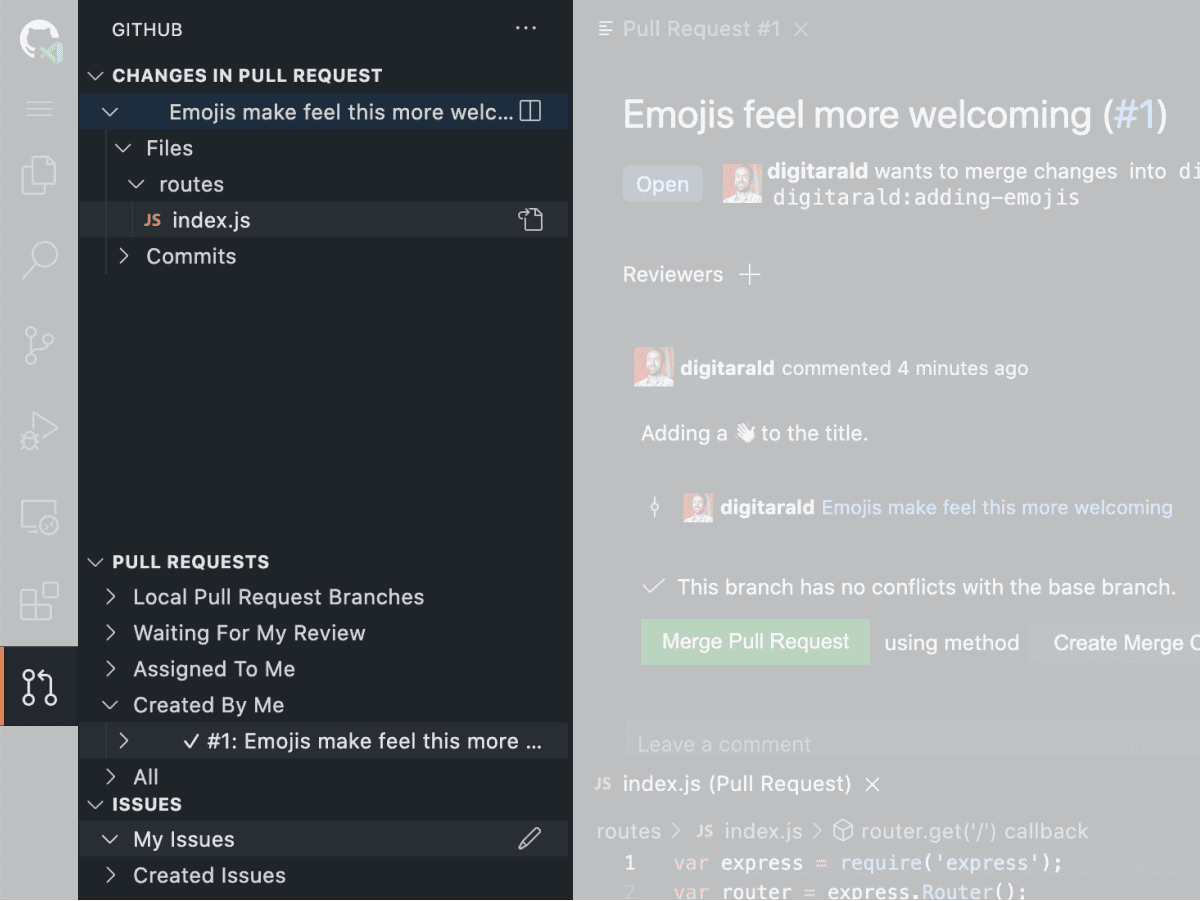 GITHUB
CHANGES IN PULL REQUEST
Emojis make feel this more welc...
Files
routes
JS index.js
Commits
PULL REQUESTS
Local Pull Request Branches
Waiting For My Review
Assigned To Me
Created By Me
✓ #1: Emojis make feel this more ...
All
ISSUES
My Issues
Created Issues
Pull Request #1
Emojis feel more welcoming (#1)
Open
digitarald wants to merge changes into di
digitarald:adding-emojis
Reviewers
digitarald commented 4 minutes ago
Adding a 👋 to the title.
digitarald Emojis make feel this more welcoming
This branch has no conflicts with the base branch.
Merge Pull Request using method Create Merge C
Leave a comment
JS index.js (Pull Request)
routes > JS index.js > router.get('/') callback
1 var express = require('express');
2 var router = express.Router();